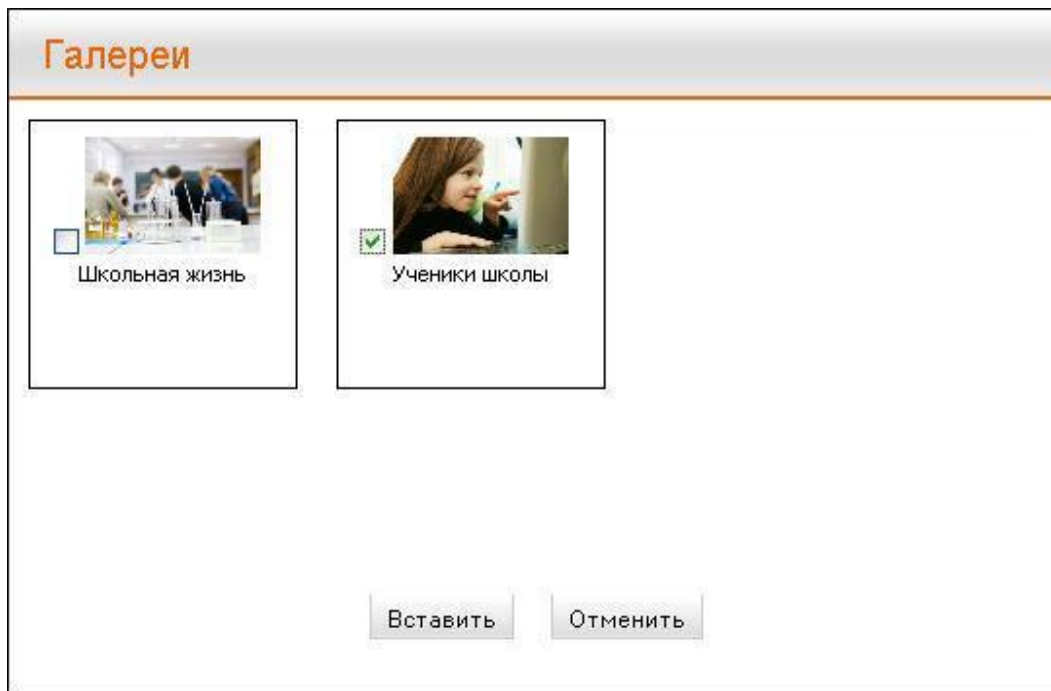 Галереи
Школьная жизнь
Ученики школы
Вставить
Отменить